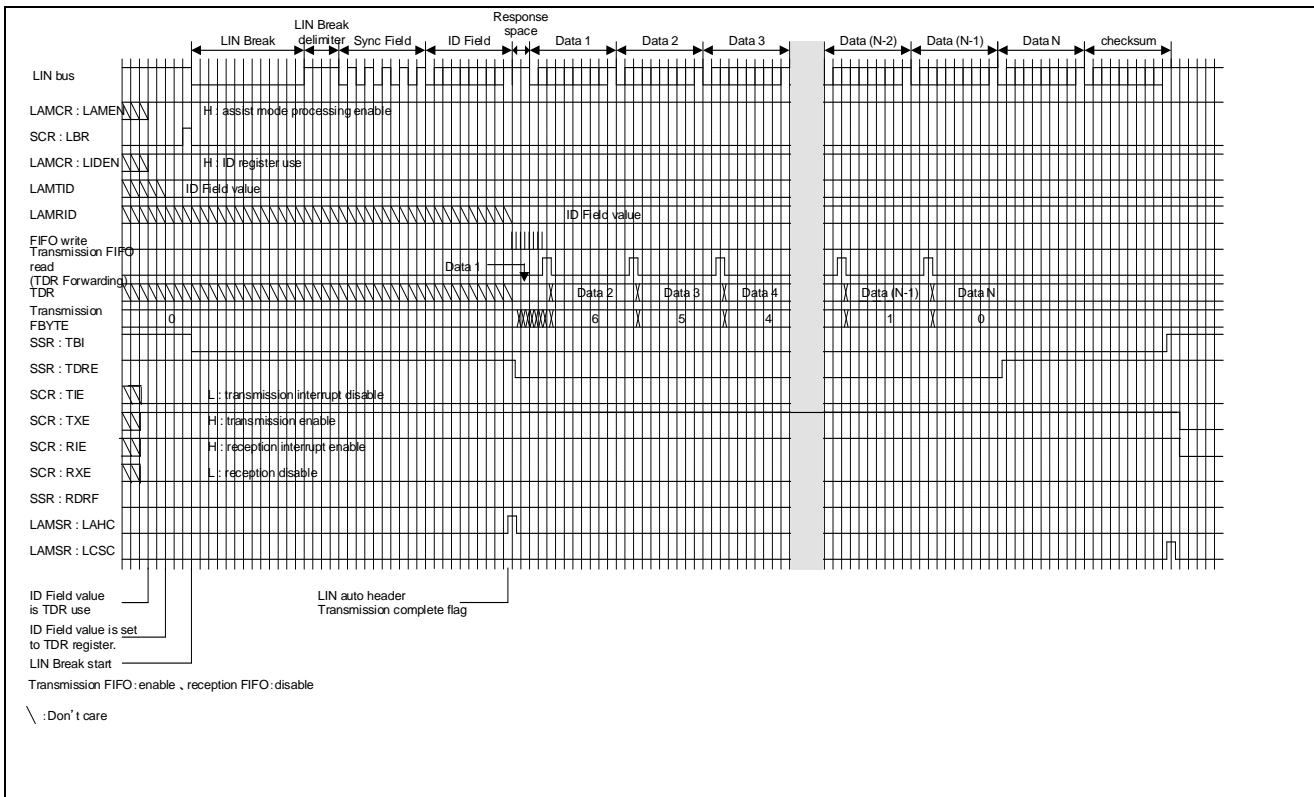 LIN Break
LIN Break delimiter
Sync Field
ID Field
Response space
Data 1
Data 2
Data 3
Data (N-2)
Data (N-1)
Data N
checksum
LIN bus
LAMCR : LAMEN
H : assist mode processing enable
SCR : LBR
LAMCR : LIDEN
H : ID register use
LAMTID
ID Field value
LAMRID
ID Field value
FIFO write
Transmission FIFO
read
(TDR Forwarding)
Data 1
TDR
Data 2
Data 3
Data 4
Data (N-1)
Data N
Transmission
FBYTE
0
6
5
4
1
0
SSR : TBI
SSR : TDRE
SCR : TIE
L : transmission interrupt disable
SCR : TXE
H : transmission enable
SCR : RIE
H : reception interrupt enable
SCR : RXE
L : reception disable
SSR : RDRF
LAMSR : LAHC
LAMSR : LCSC
ID Field value
is TDR use
LIN auto header
Transmission complete flag
ID Field value is set
to TDR register.
LIN Break start
Transmission FIFO:enable 、reception FIFO:disable
\ :Don't care